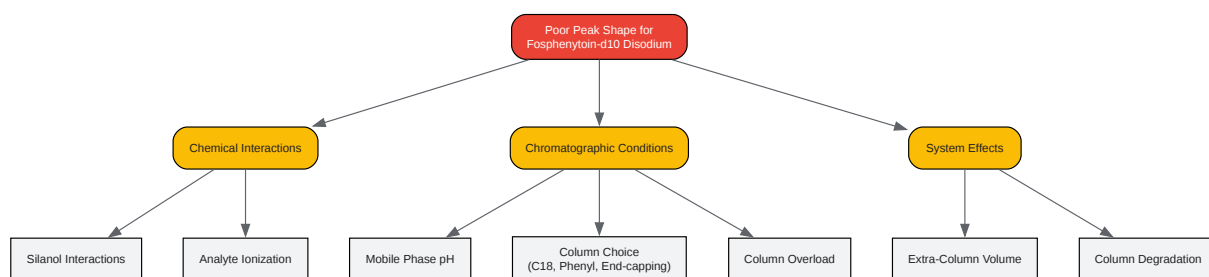 Poor Peak Shape for
Fosphenytoin-d10 Disodium
Chemical Interactions
Chromatographic Conditions
System Effects
Silanol Interactions
Analyte Ionization
Mobile Phase pH
Column Choice
(C18, Phenyl, End-capping)
Column Overload
Extra-Column Volume
Column Degradation